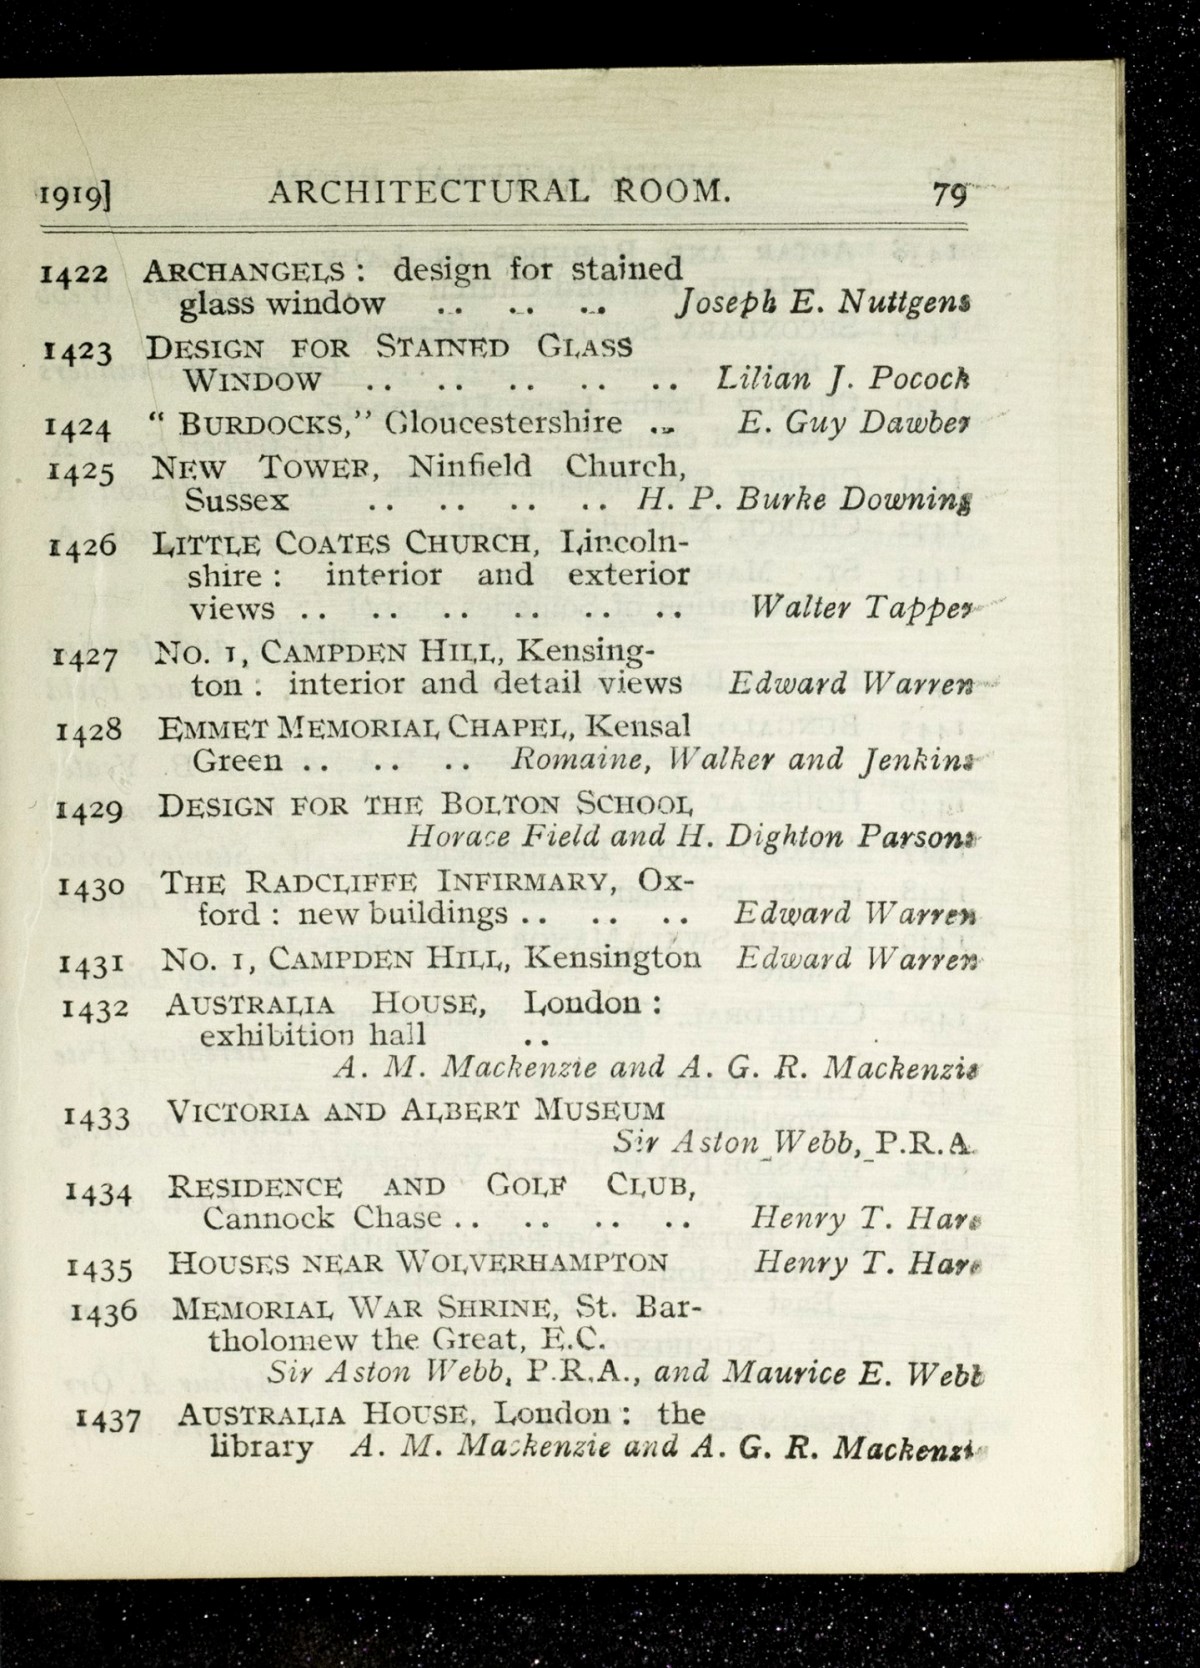 1919] ARCHITECTURAL ROOM. 79
1422 ARCHANGELS : design for stained
glass window .. .. .. Joseph E. Nuttgens
1423 DESIGN FOR STAINED GLASS
WINDOW .. .. .. .. .. Lilian J. Pocock
1424 “ BURDOCKS,” Gloucestershire .. E. Guy Dawber
1425 NEW TOWER, Ninfield Church,
Sussex .. .. .. .. H. P. Burke Downing
1426 LITTLE COATES CHURCH, Lincoln-
shire : interior and exterior
views .. .. .. .. .. .. Walter Tapper
1427 NO. 1, CAMPDEN HILL, Kensing-
ton : interior and detail views Edward Warren
1428 EMMET MEMORIAL CHAPEL, Kensal
Green .. .. .. Romaine, Walker and Jenkins
1429 DESIGN FOR THE BOLTON SCHOOL
Horace Field and H. Dighton Parsons
1430 THE RADCLIFFE INFIRMARY, Ox-
ford : new buildings .. .. .. Edward Warren
1431 NO. 1, CAMPDEN HILL, Kensington Edward Warren
1432 AUSTRALIA HOUSE, London :
exhibition hall ..
A. M. Mackenzie and A. G. R. Mackenzie
1433 VICTORIA AND ALBERT MUSEUM
Sir Aston Webb, P.R.A.
1434 RESIDENCE AND GOLF CLUB,
Cannock Chase .. .. .. .. Henry T. Hare
1435 HOUSES NEAR WOLVERHAMPTON Henry T. Hare
1436 MEMORIAL WAR SHRINE, St. Bar-
tholomew the Great, E.C.
Sir Aston Webb, P.R.A., and Maurice E. Webb
1437 AUSTRALIA HOUSE, London : the
library A. M. Mackenzie and A. G. R. Mackenzie